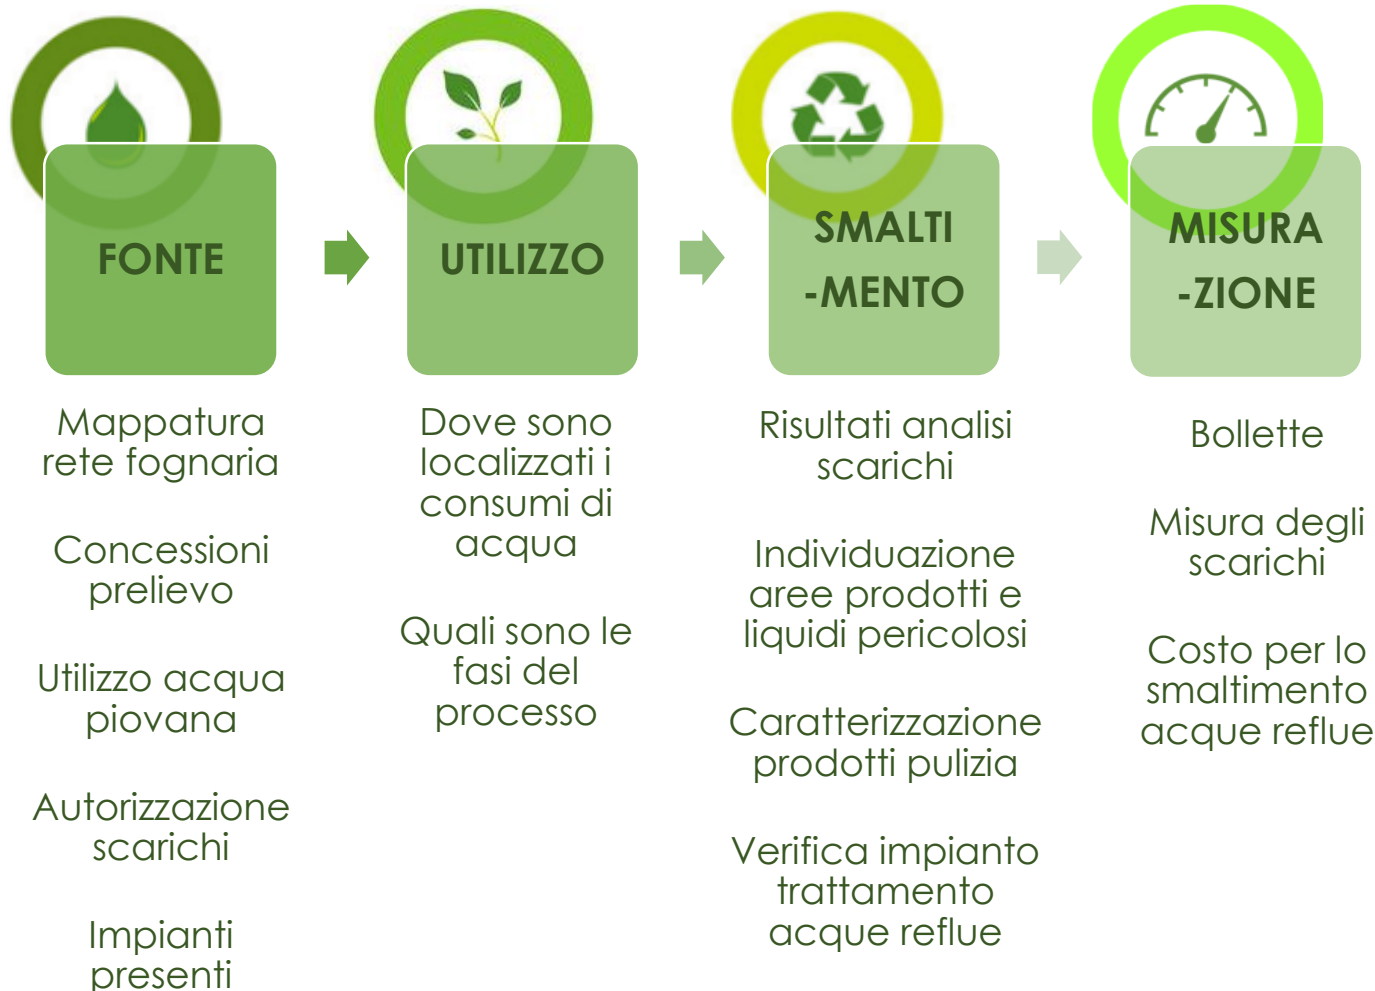 FONTE
UTILIZZO
SMALTI
-MENTO
MISURA
-ZIONE
Mappatura
rete fognaria
Concessioni
prelievo
Utilizzo acqua
piovana
Autorizzazione
scarichi
Impianti
presenti
Dove sono
localizzati i
consumi di
acqua
Quali sono le
fasi del
processo
Risultati analisi
scarichi
Individuazione
aree prodotti e
liquidi pericolosi
Caratterizzazione
prodotti pulizia
Verifica impianto
trattamento
acque reflue
Bollette
Misura degli
scarichi
Costo per lo
smaltimento
acque reflue